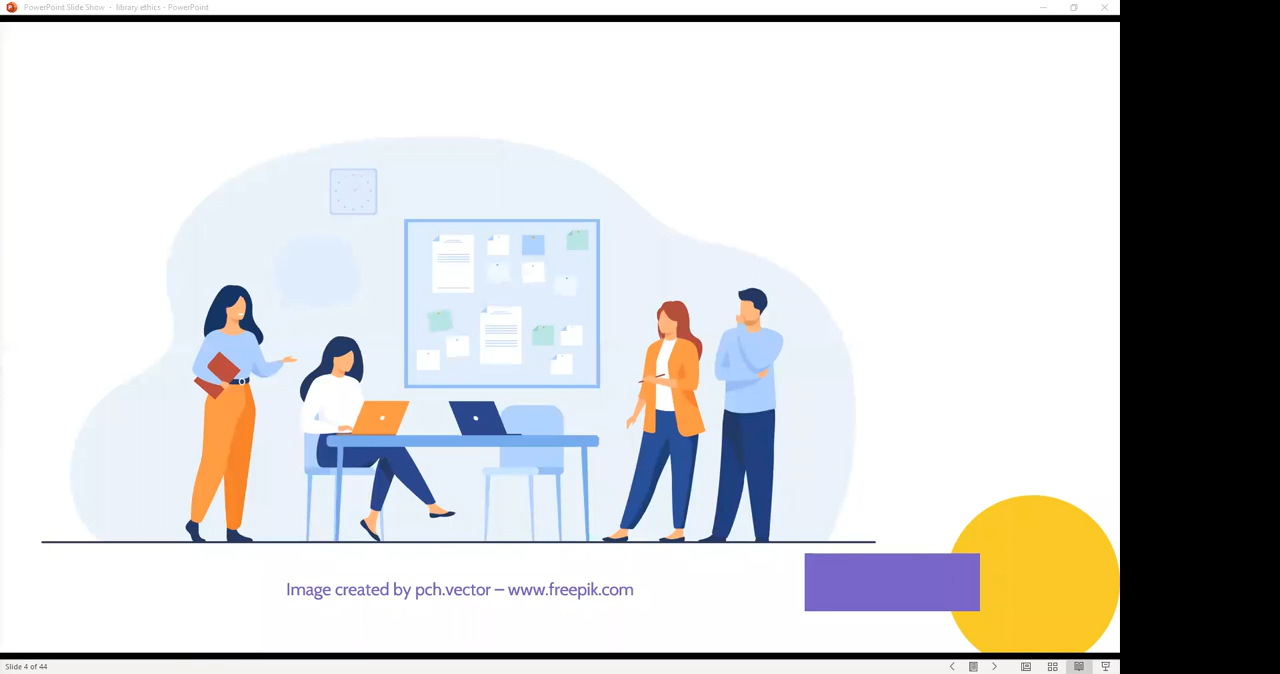 PowerPoint Slide Show - library ethics - PowerPoint
Image created by pch.vector – www.freepik.com
Slide 4 of 44